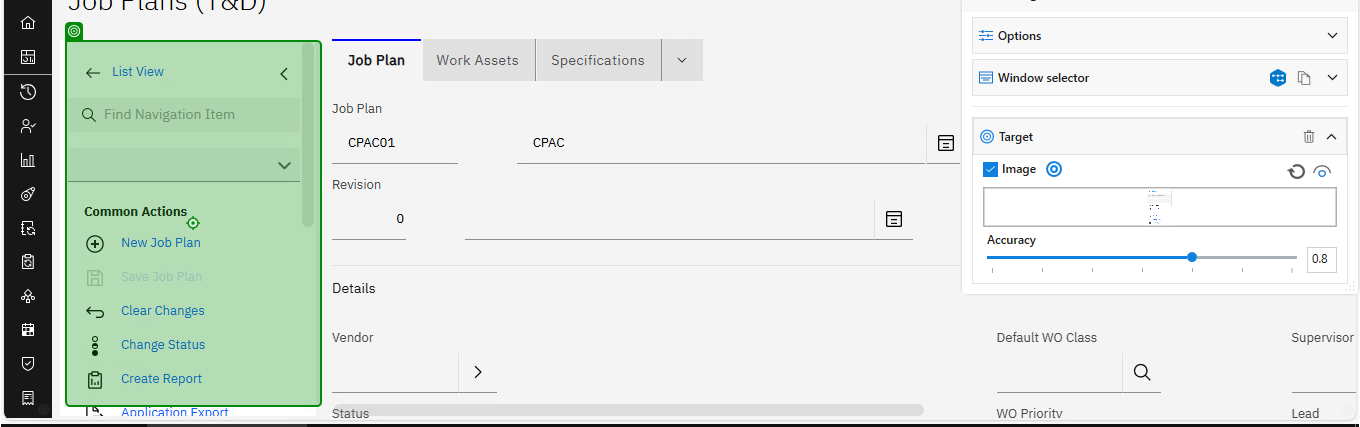 Job Plans (T&D)
List View
Find Navigation Item
Common Actions
New Job Plan
Save Job Plan
Clear Changes
Change Status
Create Report
Application Export
Job Plan
Work Assets
Specifications
Job Plan
CPAC01
CPAC
Revision
0
Details
Vendor
Default WO Class
Supervisor
Status
WO Priority
Lead
Options
Window selector
Target
Image
Accuracy
0.8